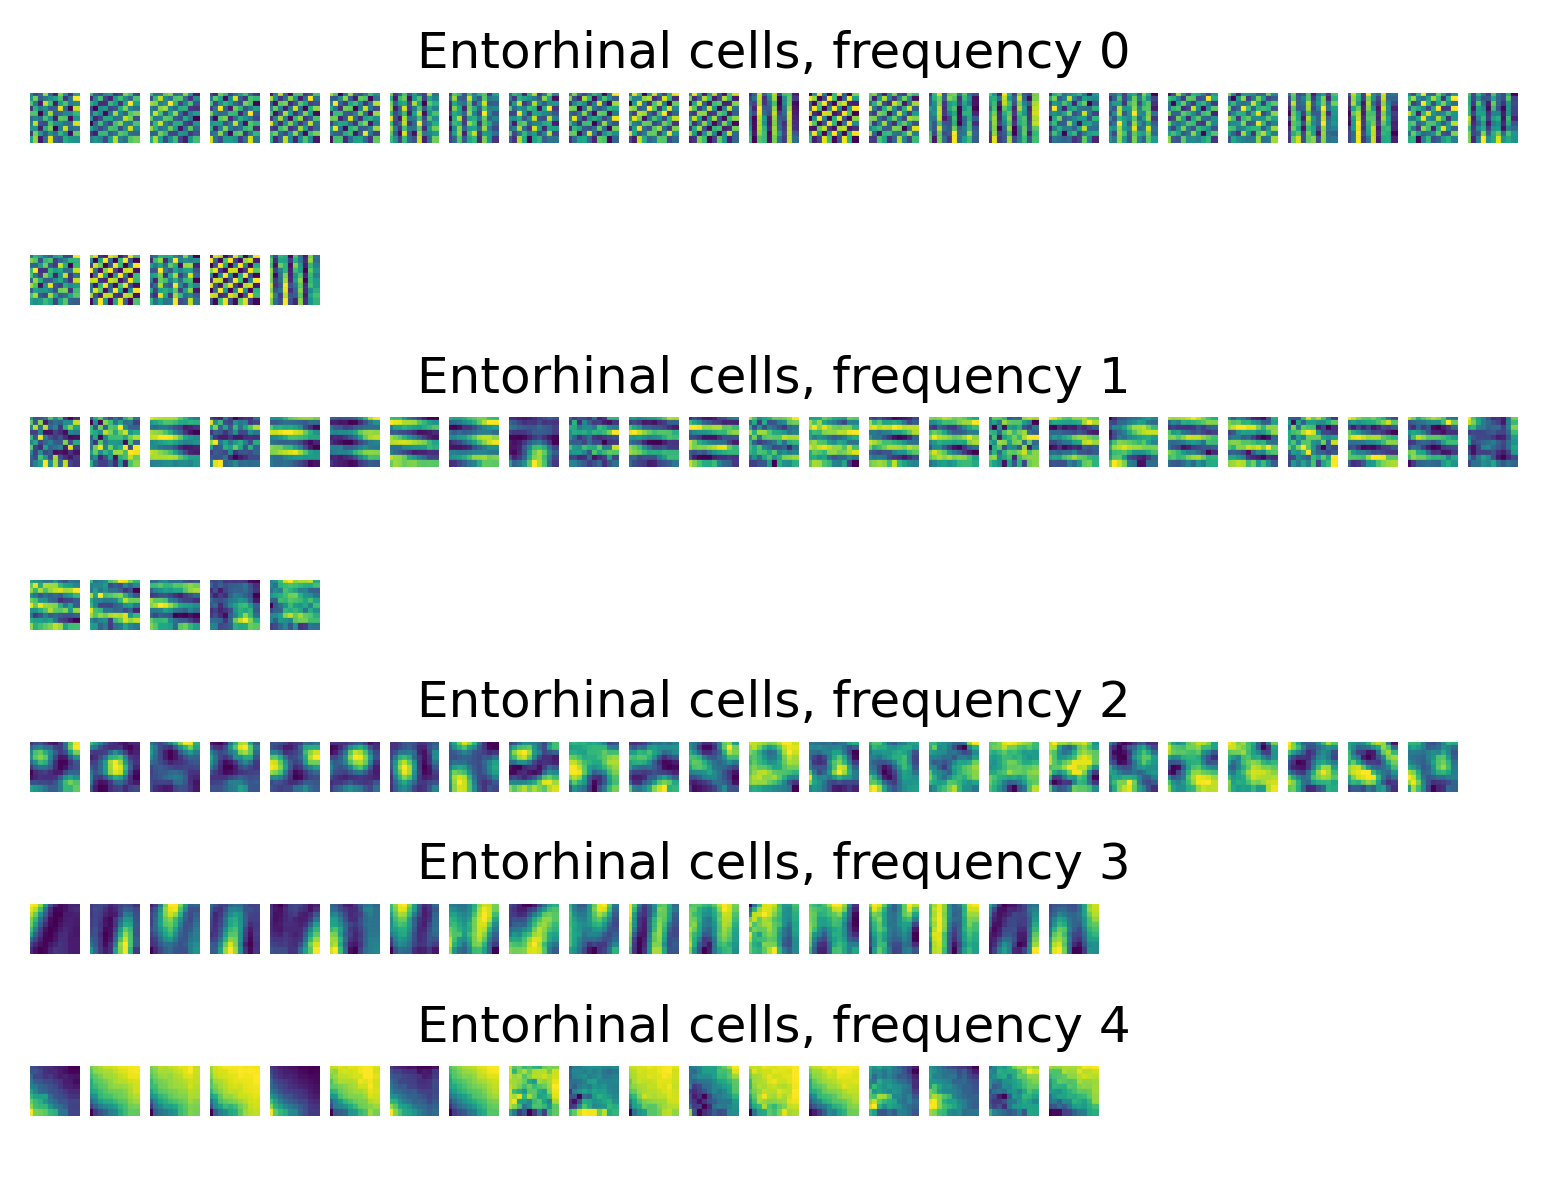 Entorhinal cells, frequency 0
Entorhinal cells, frequency 1
Entorhinal cells, frequency 2
Entorhinal cells, frequency 3
Entorhinal cells, frequency 4